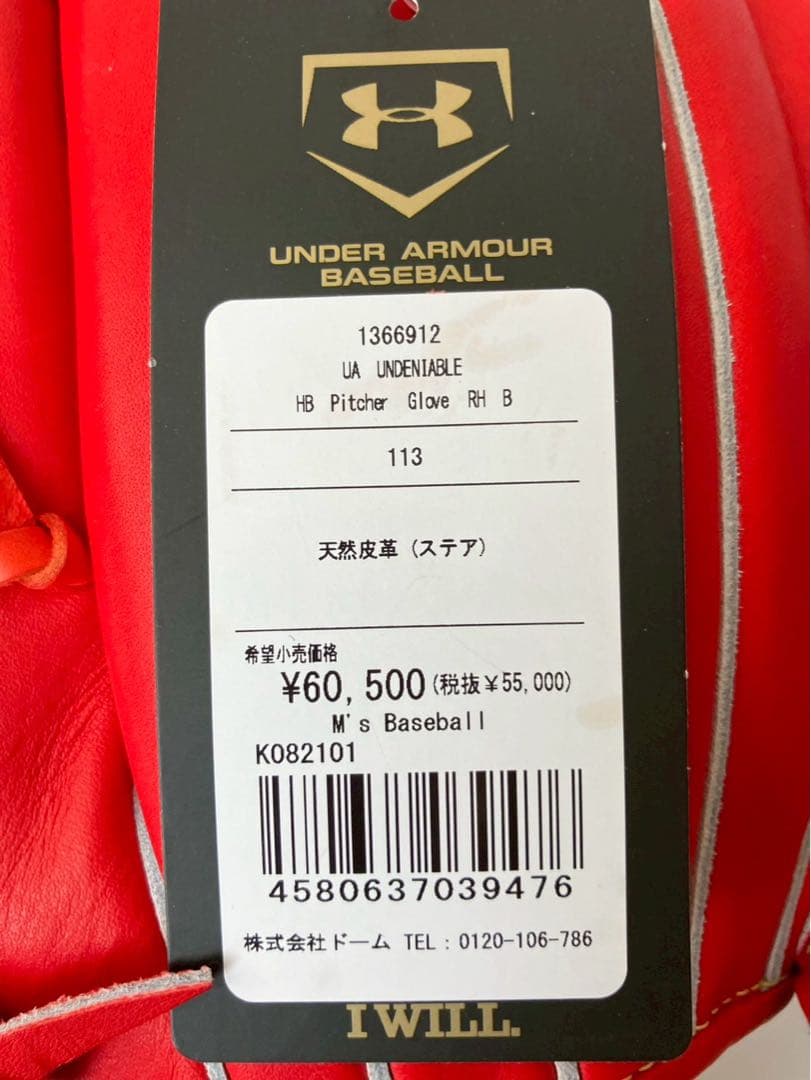 UNDER ARMOUR
BASEBALL
1366912
UA UNDENIABLE
HB Pitcher Glove RH B
113
天然皮革（ステア）
希望小売価格
¥60,500(税抜¥55,000)
M's Baseball
K082101
4580637039476
株式会社ドーム TEL：0120-106-786
I WILL.